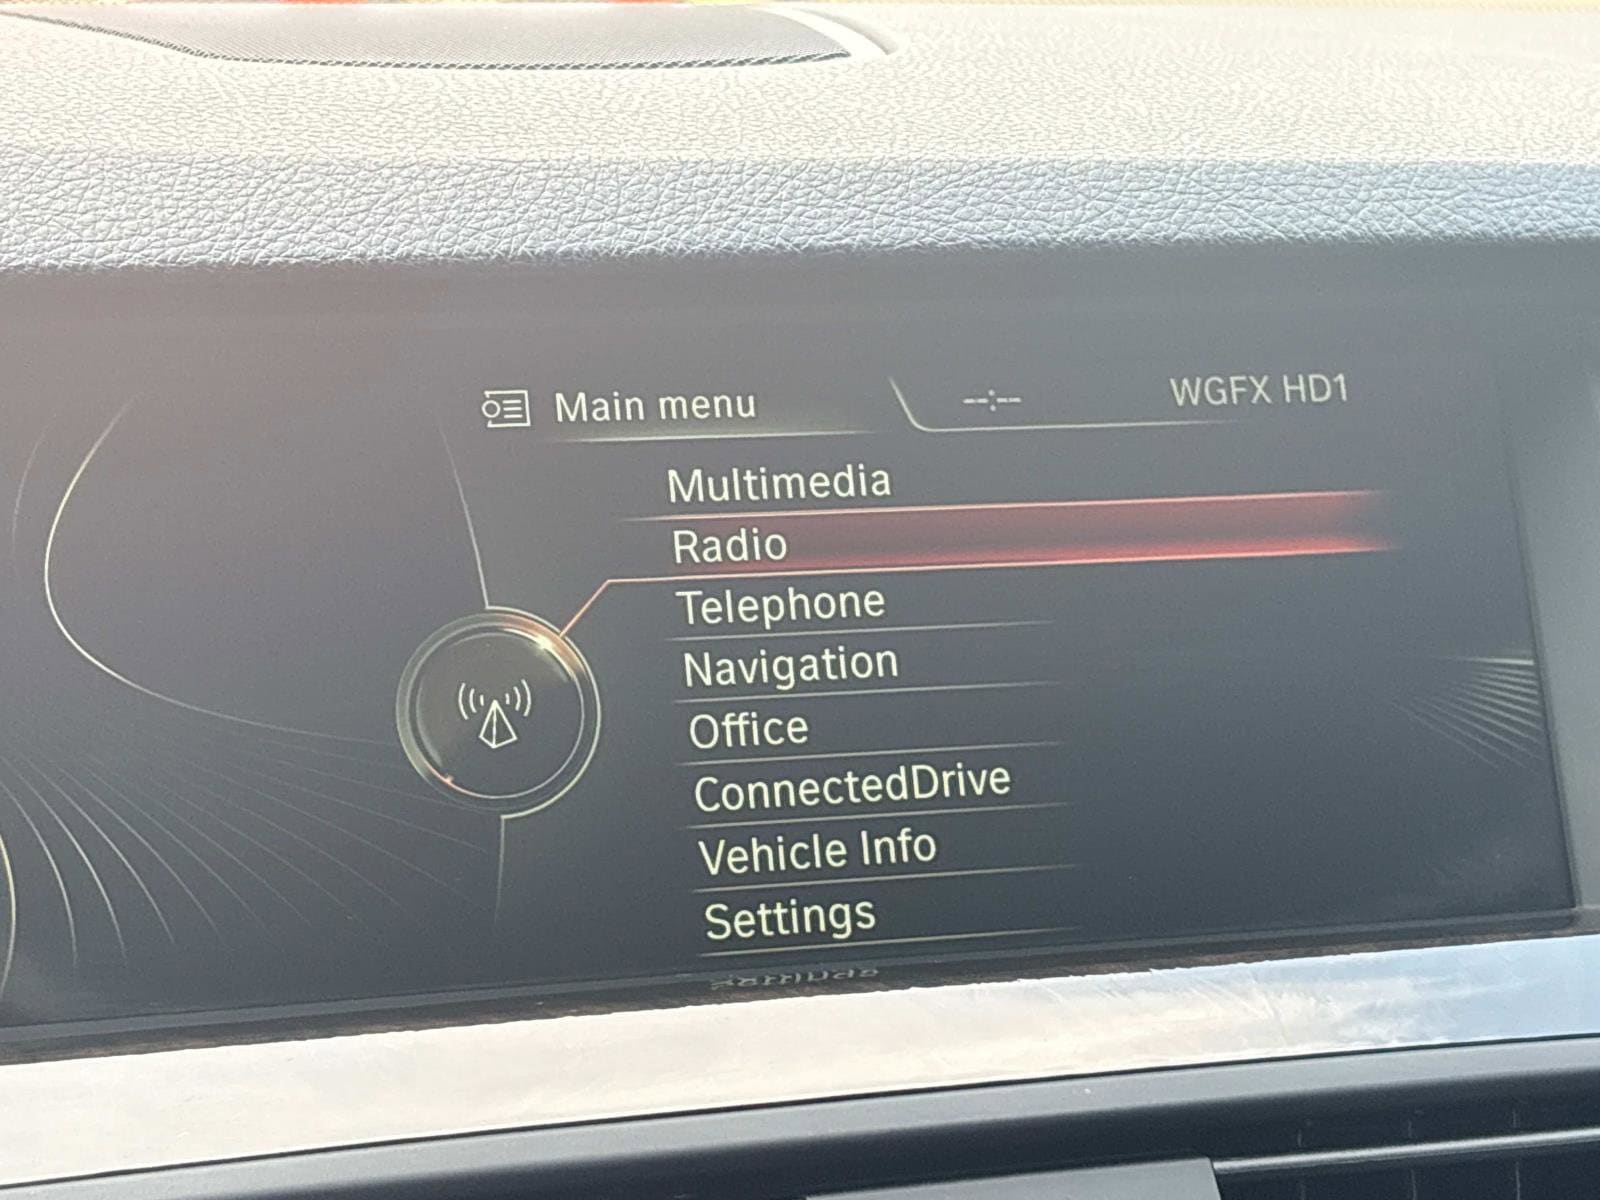 Main menu --:-- WGFX HD1
Multimedia
Radio
Telephone
Navigation
Office
ConnectedDrive
Vehicle Info
Settings